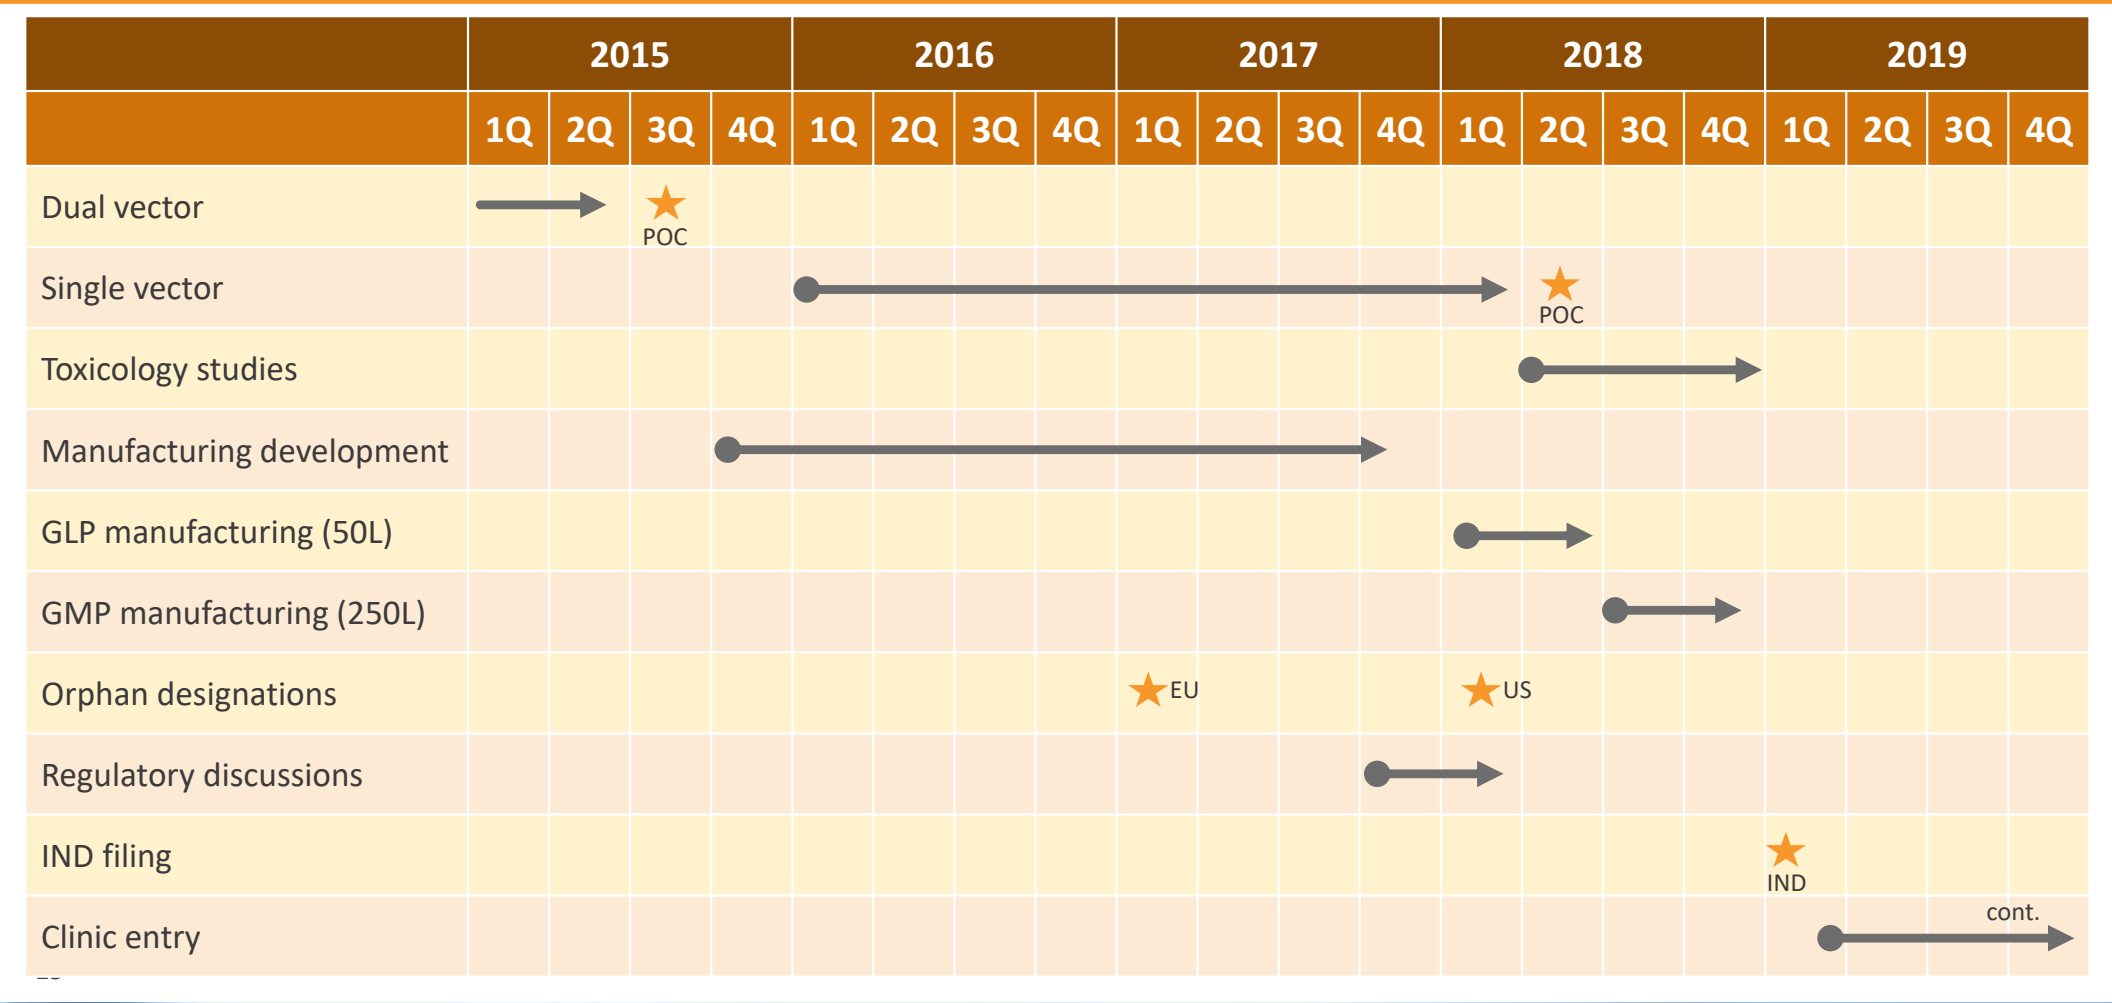 2015 2016 2017 2018 2019
1Q 2Q 3Q 4Q 1Q 2Q 3Q 4Q 1Q 2Q 3Q 4Q 1Q 2Q 3Q 4Q 1Q 2Q 3Q 4Q
Dual vector
POC
Single vector
POC
Toxicology studies
Manufacturing development
GLP manufacturing (50L)
GMP manufacturing (250L)
Orphan designations EU US
Regulatory discussions
IND filing
IND
cont.
Clinic entry